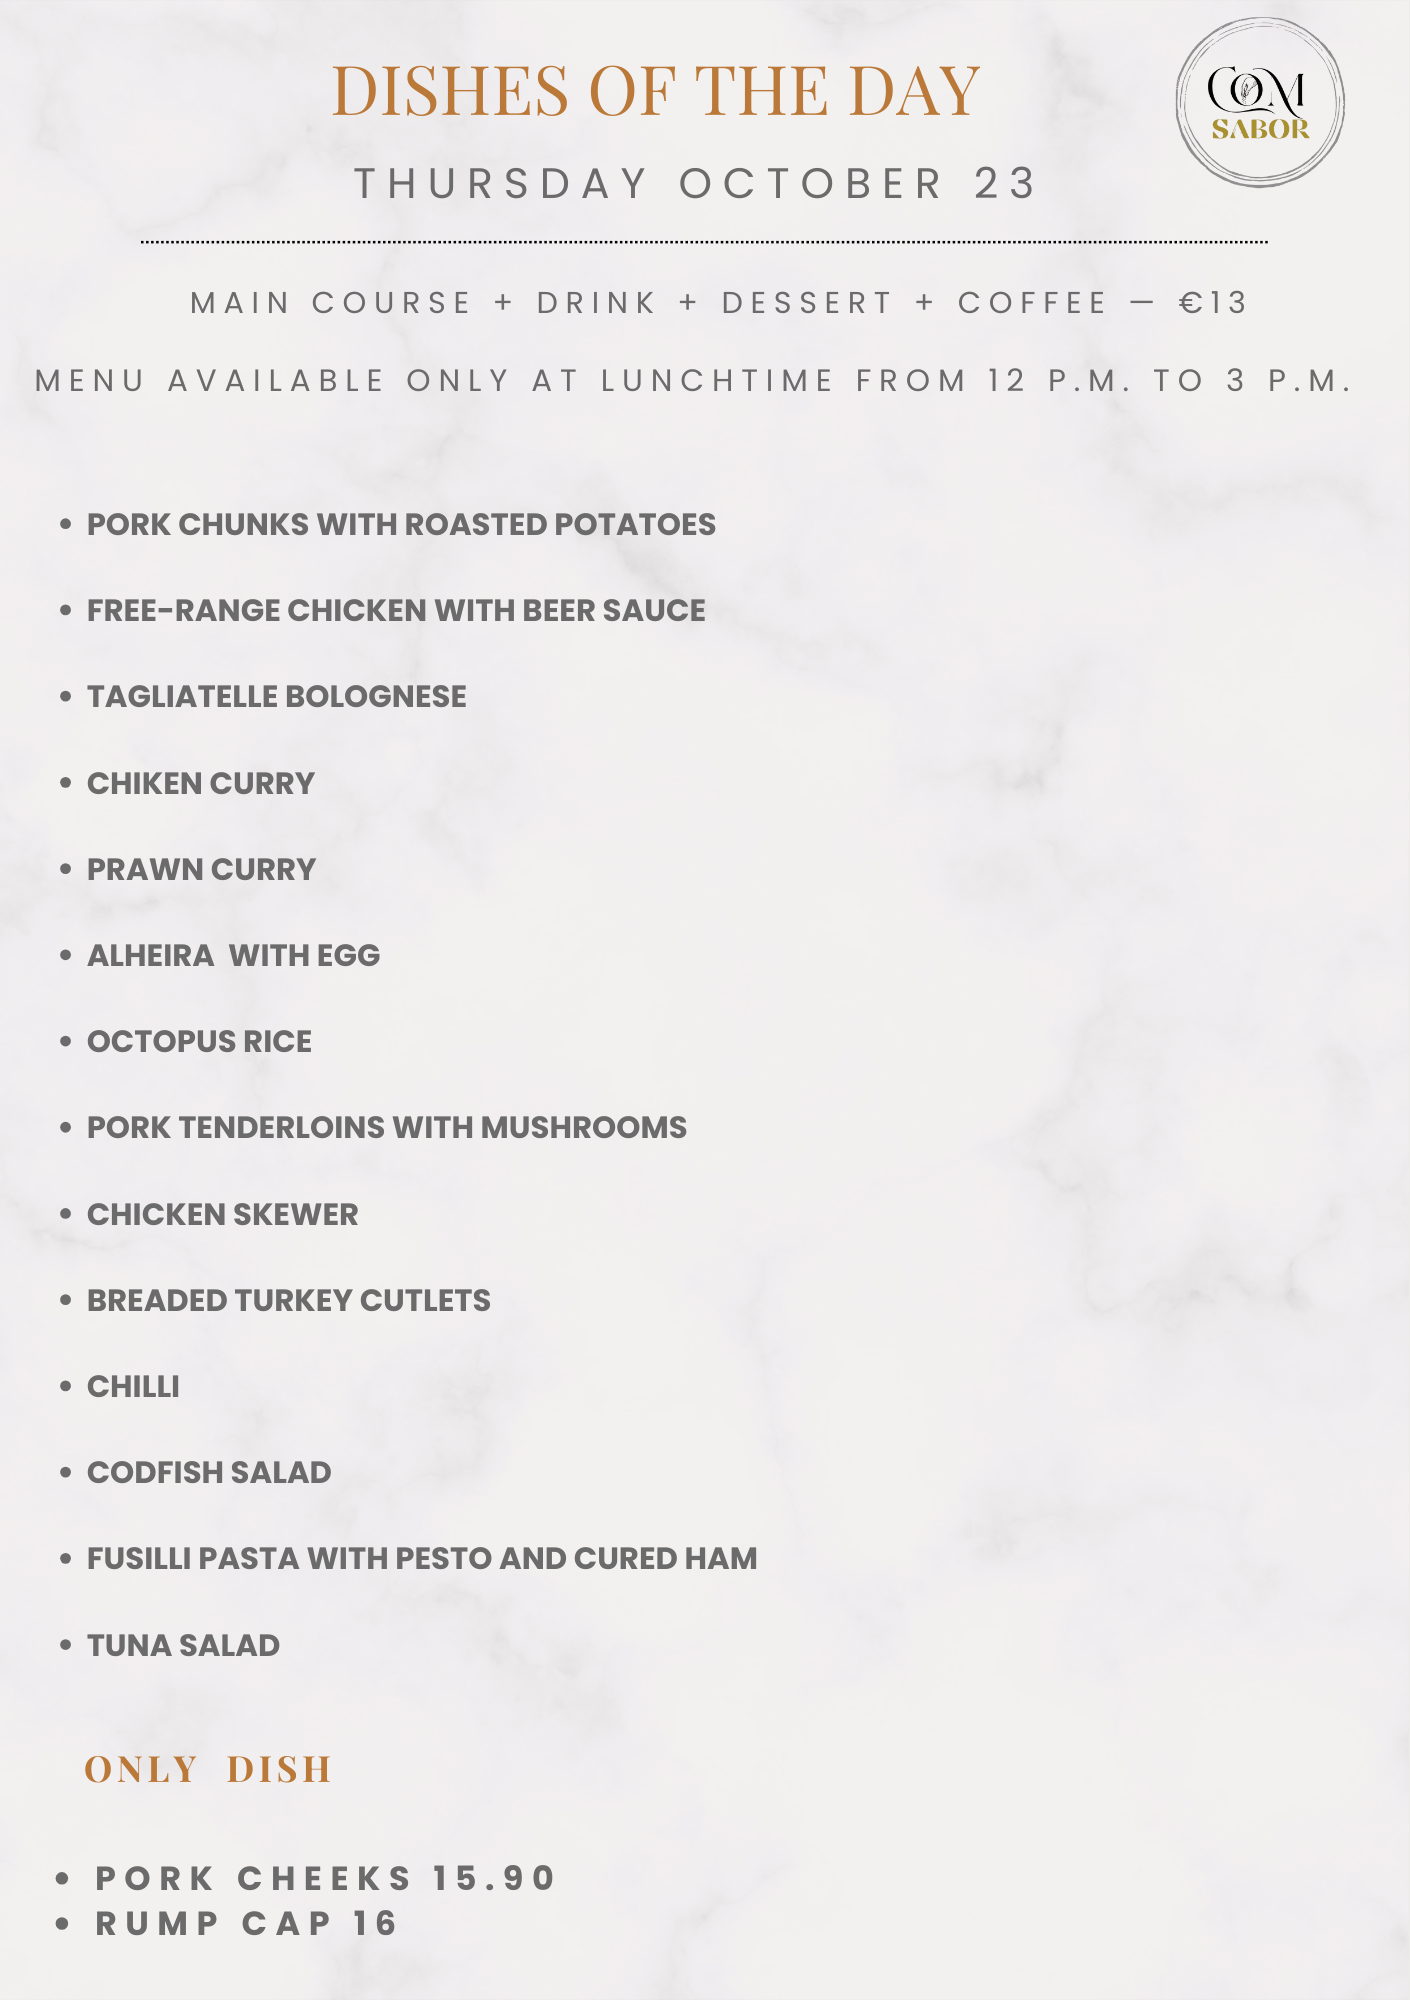 DISHES OF THE DAY
COM
SABOR
THURSDAY OCTOBER 23
MAIN COURSE + DRINK + DESSERT + COFFEE — €13
MENU AVAILABLE ONLY AT LUNCHTIME FROM 12 P.M. TO 3 P.M.
• PORK CHUNKS WITH ROASTED POTATOES
• FREE-RANGE CHICKEN WITH BEER SAUCE
• TAGLIATELLE BOLOGNESE
• CHIKEN CURRY
• PRAWN CURRY
• ALHEIRA  WITH EGG
• OCTOPUS RICE
• PORK TENDERLOINS WITH MUSHROOMS
• CHICKEN SKEWER
• BREADED TURKEY CUTLETS
• CHILLI
• CODFISH SALAD
• FUSILLI PASTA WITH PESTO AND CURED HAM
• TUNA SALAD
ONLY DISH
• PORK CHEEKS 15.90
• RUMP CAP 16